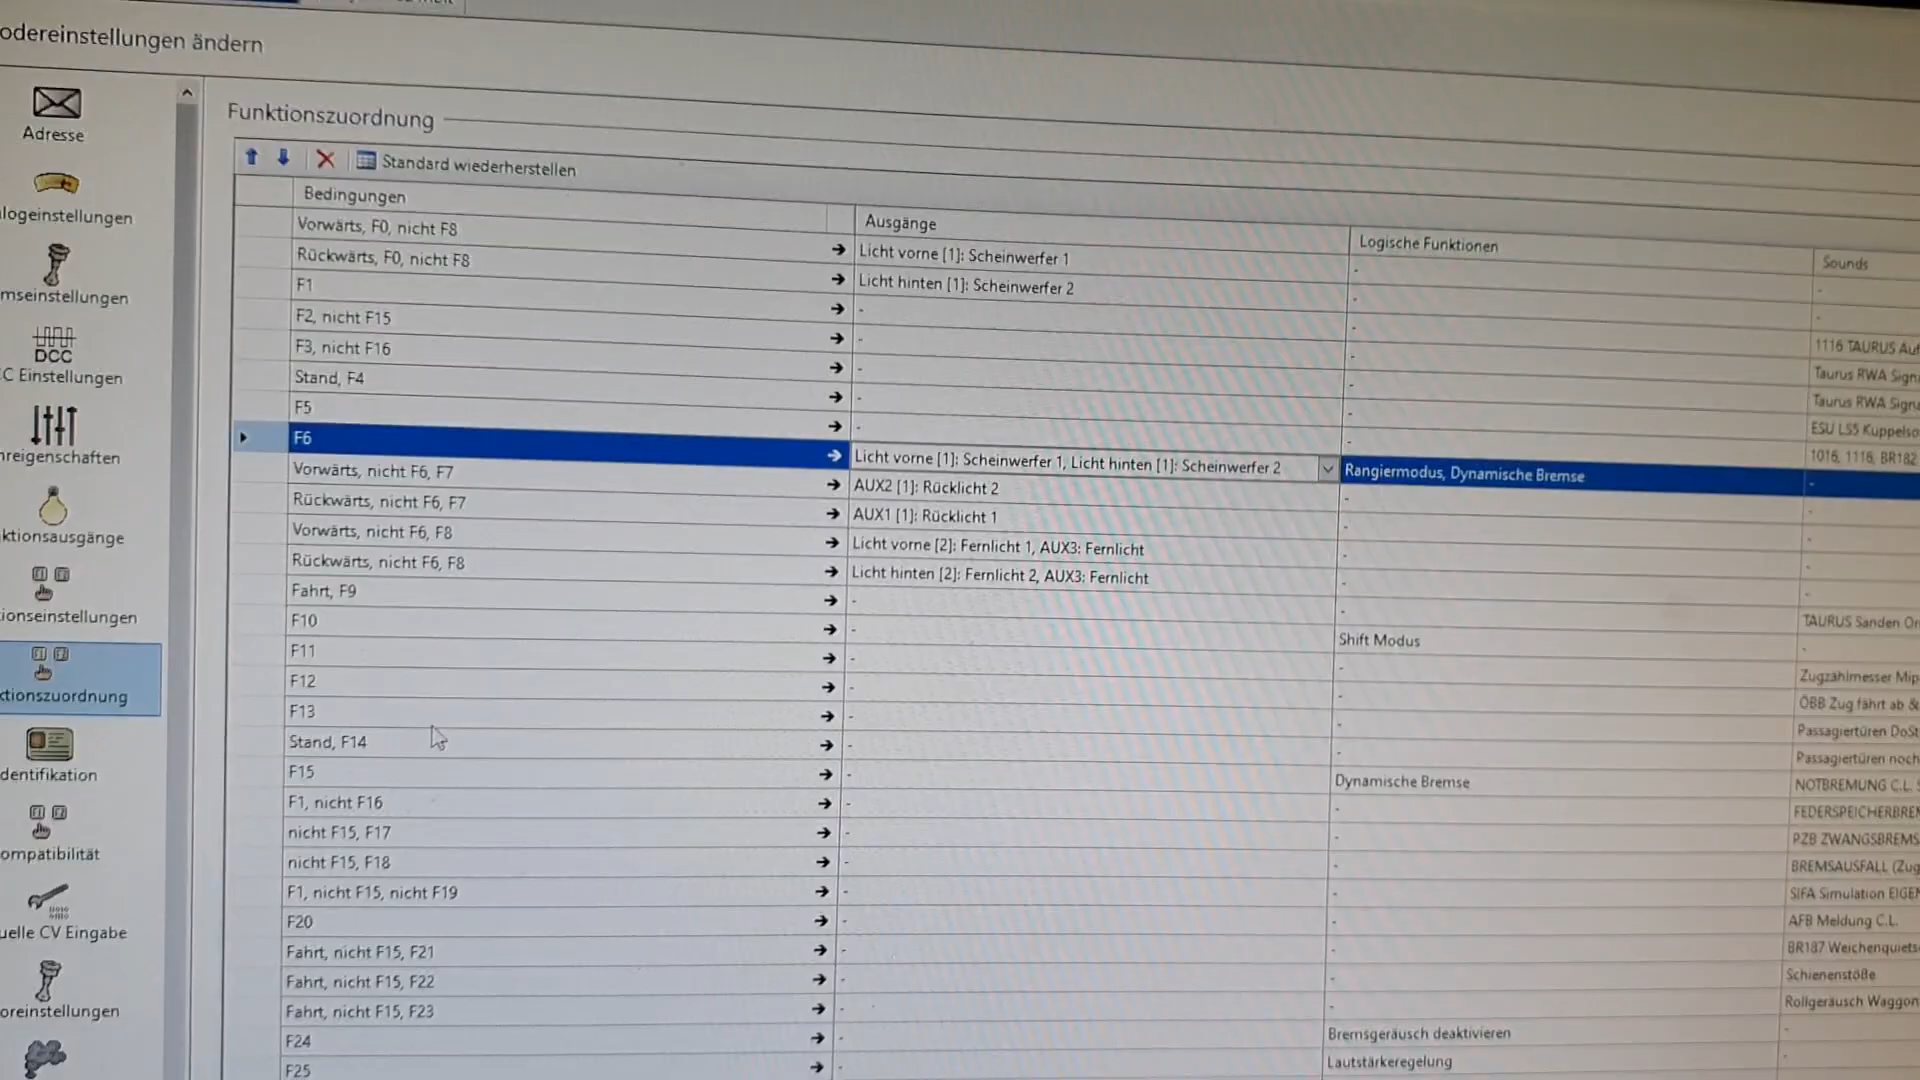 odereinstellungen ändern
Adresse
logeinstellungen
mseinstellungen
DCC
C Einstellungen
nreigenschaften
ktionsausgänge
ionseinstellungen
ktionszuordnung
dentifikation
ompatibilität
uelle CV Eingabe
oreinstellungen
Funktionszuordnung
Standard wiederherstellen
Bedingungen Ausgänge Logische Funktionen Sounds
Vorwärts, F0, nicht F8 → Licht vorne [1]: Scheinwerfer 1 - -
Rückwärts, F0, nicht F8 → Licht hinten [1]: Scheinwerfer 2 - -
F1 → - - 1116 TAURUS Auf
F2, nicht F15 → - - Taurus RWA Signa
F3, nicht F16 → - - Taurus RWA Signa
Stand, F4 → - - ESU LS5 Kuppelso
F5 → - - 1016, 1116, BR182
F6 → Licht vorne [1]: Scheinwerfer 1, Licht hinten [1]: Scheinwerfer 2 Rangiermodus, Dynamische Bremse -
Vorwärts, nicht F6, F7 → AUX2 [1]: Rücklicht 2 - -
Rückwärts, nicht F6, F7 → AUX1 [1]: Rücklicht 1 - -
Vorwärts, nicht F6, F8 → Licht vorne [2]: Fernlicht 1, AUX3: Fernlicht - -
Rückwärts, nicht F6, F8 → Licht hinten [2]: Fernlicht 2, AUX3: Fernlicht - -
Fahrt, F9 → - - TAURUS Sanden On
F10 → - Shift Modus -
F11 → - - Zugzählmesser Mip
F12 → - - ÖBB Zug fährt ab &
F13 → - - Passagiertüren DoSt
Stand, F14 → - - Passagiertüren noch
F15 → - Dynamische Bremse NOTBREMUNG C.L. S
F1, nicht F16 → - - FEDERSPEICHERBREM
nicht F15, F17 → - - PZB ZWANGSBREMS
nicht F15, F18 → - - BREMSAUSFALL (Zug
F1, nicht F15, nicht F19 → - - SIFA Simulation EIGEN
F20 → - - AFB Meldung C.L.
Fahrt, nicht F15, F21 → - - BR187 Weichenquiets
Fahrt, nicht F15, F22 → - - Schienenstöße
Fahrt, nicht F15, F23 → - - Rollgeräusch Waggon
F24 → - Bremsgeräusch deaktivieren -
F25 → - Lautstärkeregelung -